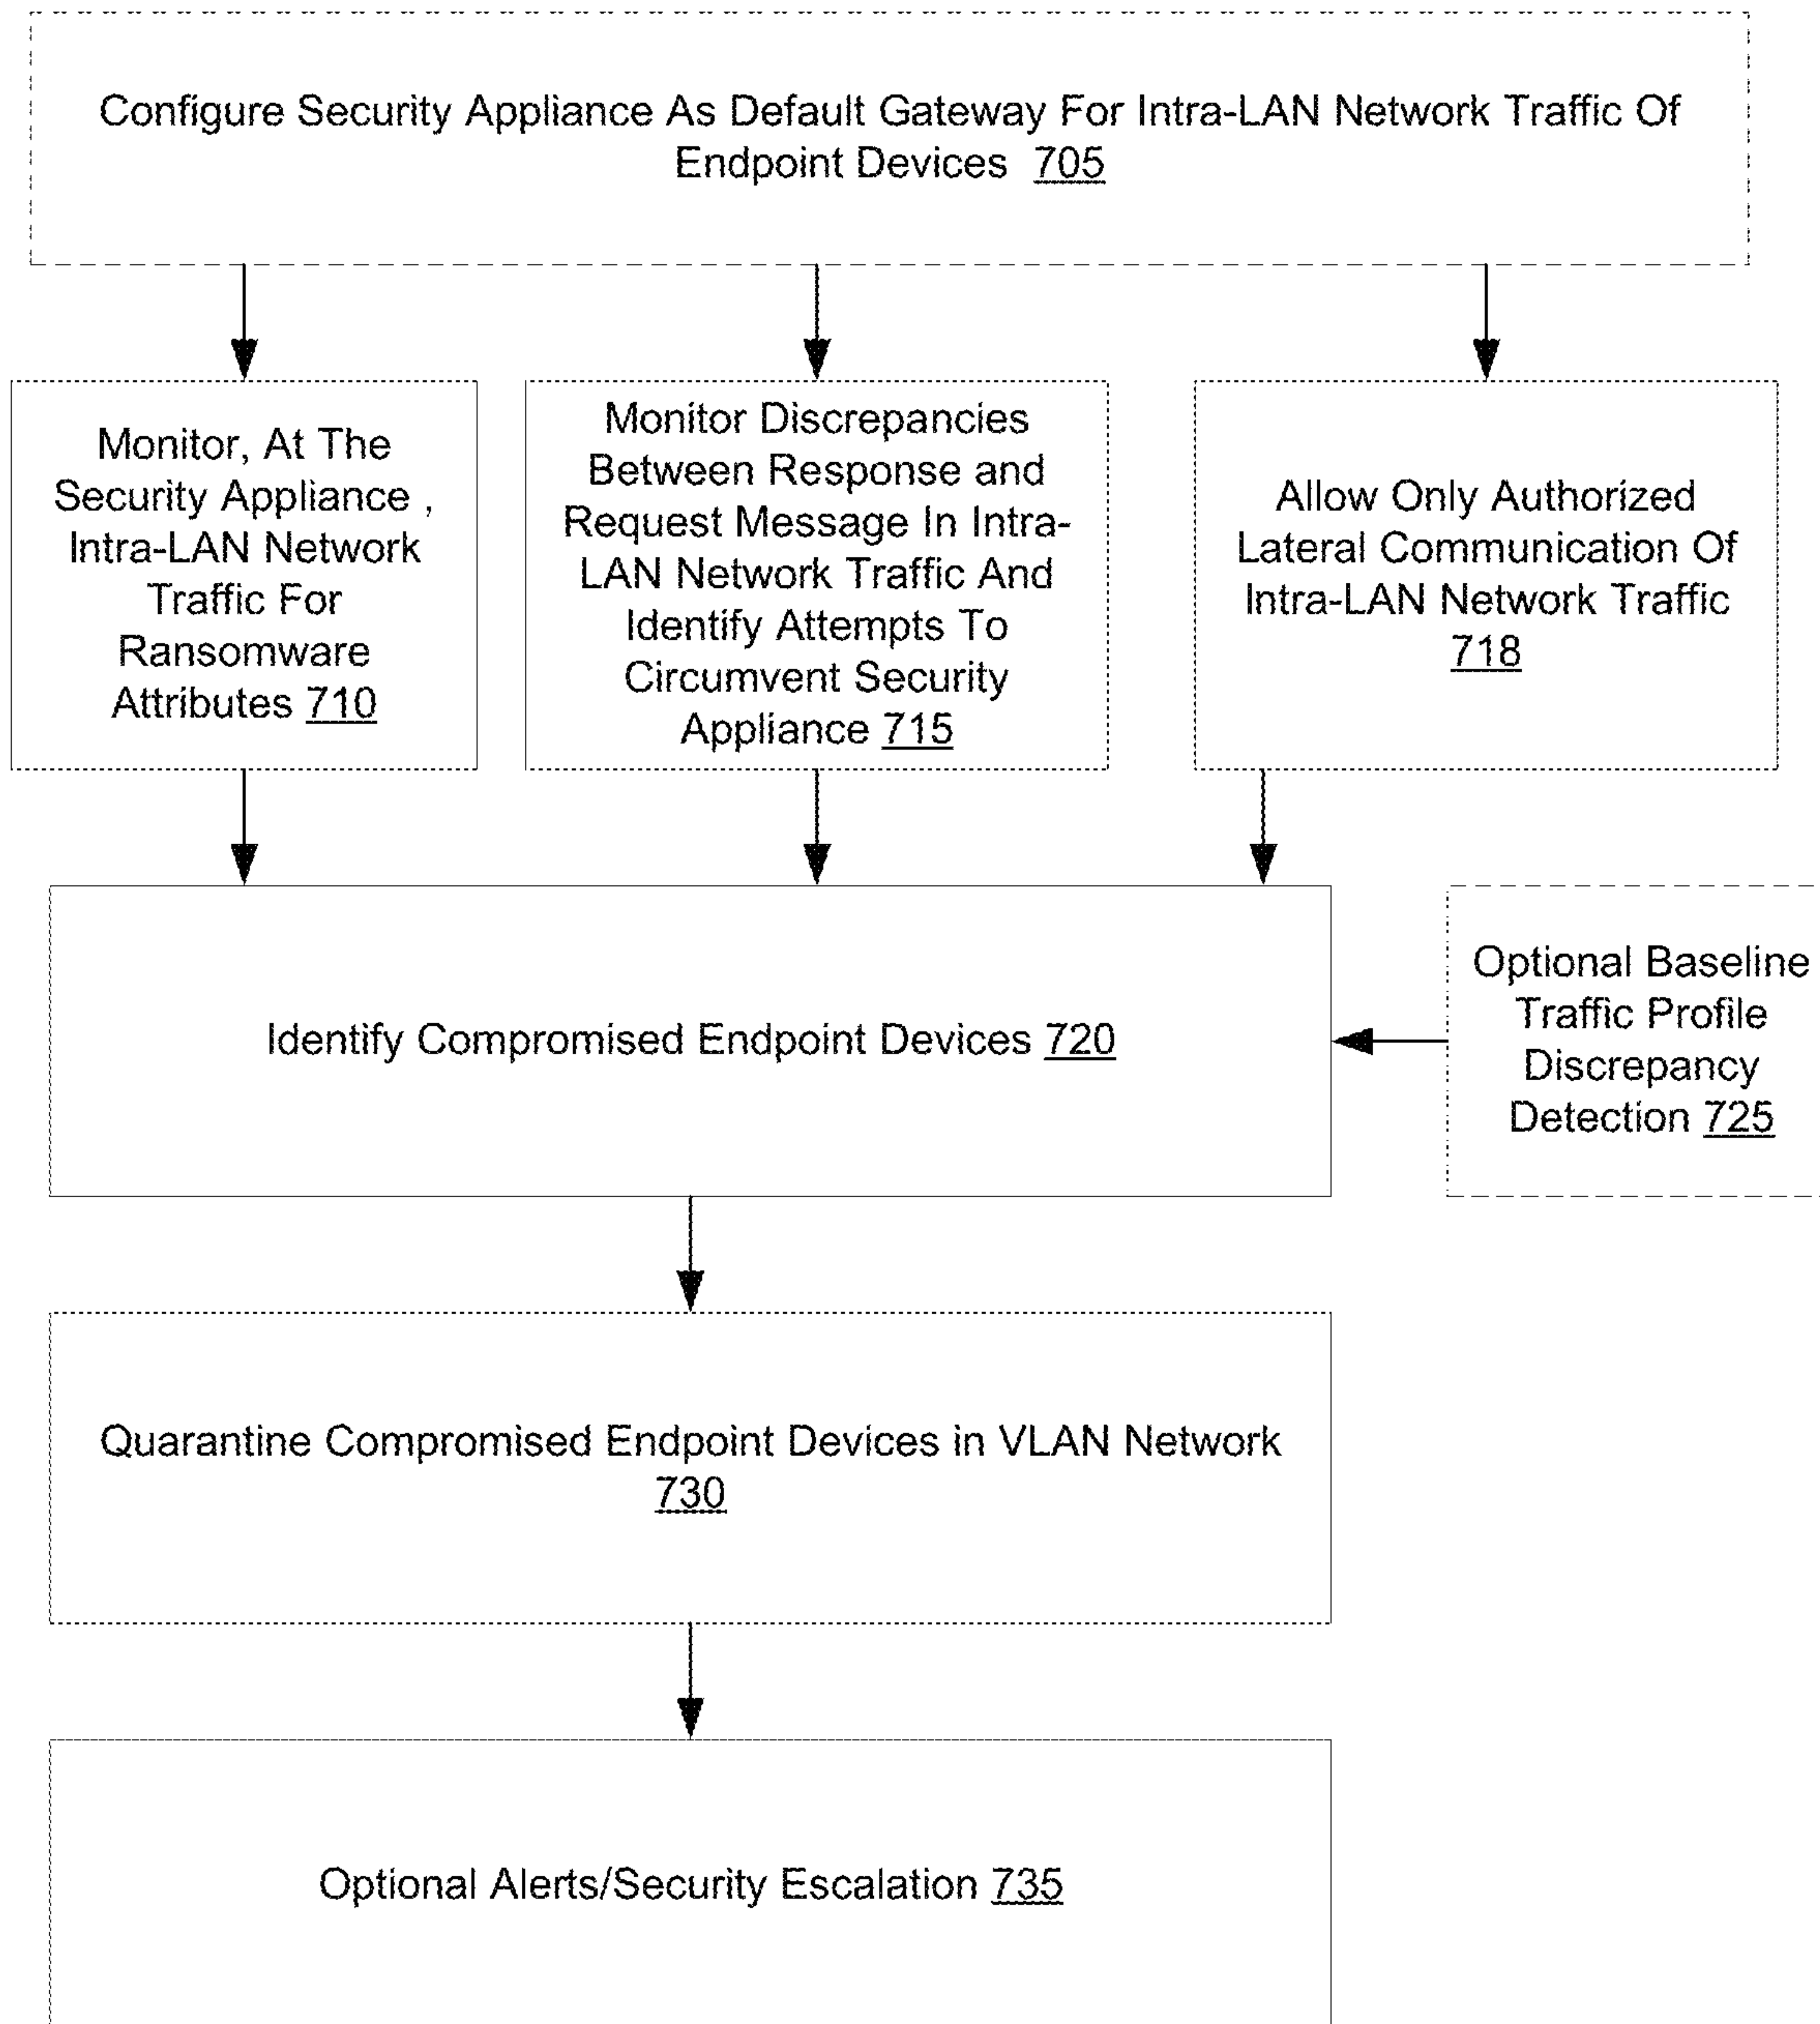 Configure Security Appliance As Default Gateway For Intra-LAN Network Traffic Of
Endpoint Devices 705
Monitor, At The
Security Appliance ,
Intra-LAN Network
Traffic For
Ransomware
Attributes 710
Monitor Discrepancies
Between Response and
Request Message In Intra-
LAN Network Traffic And
Identify Attempts To
Circumvent Security
Appliance 715
Allow Only Authorized
Lateral Communication Of
Intra-LAN Network Traffic
718
Identify Compromised Endpoint Devices 720
Optional Baseline
Traffic Profile
Discrepancy
Detection 725
Quarantine Compromised Endpoint Devices in VLAN Network
730
Optional Alerts/Security Escalation 735